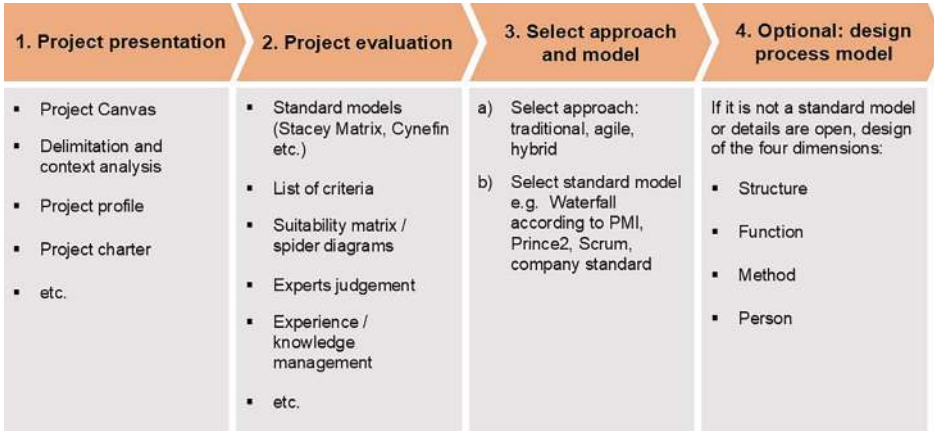 1. Project presentation
▪ Project Canvas
▪ Delimitation and
context analysis
▪ Project profile
▪ Project charter
▪ etc.
2. Project evaluation
▪ Standard models
(Stacey Matrix, Cynefin
etc.)
▪ List of criteria
▪ Suitability matrix /
spider diagrams
▪ Experts judgement
▪ Experience /
knowledge
management
▪ etc.
3. Select approach
and model
a) Select approach:
traditional, agile,
hybrid
b) Select standard model
e.g. Waterfall
according to PMI,
Prince2, Scrum,
company standard
4. Optional: design
process model
If it is not a standard model
or details are open, design
of the four dimensions:
▪ Structure
▪ Function
▪ Method
▪ Person